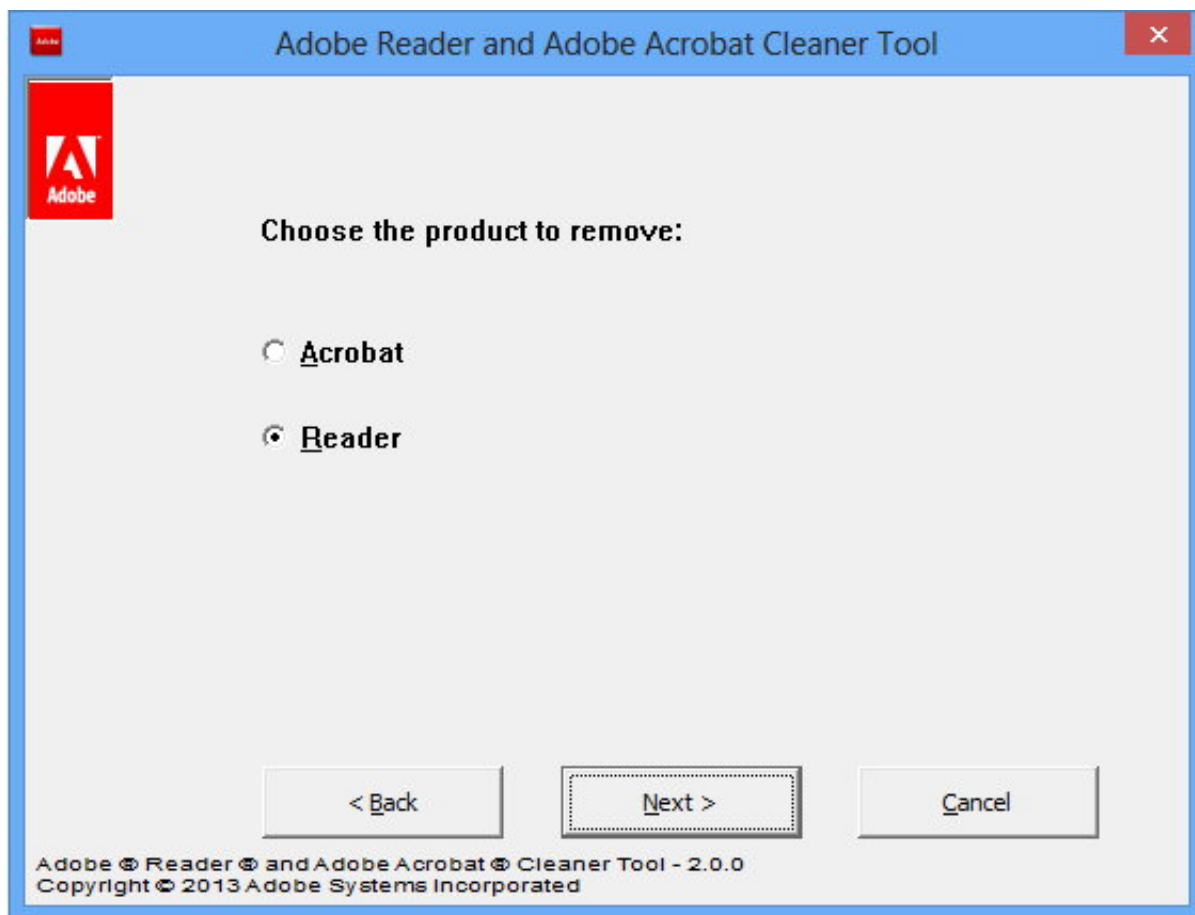 Adobe
Adobe Reader and Adobe Acrobat Cleaner Tool
Adobe
Choose the product to remove:
Acrobat
Reader
< Back
Next >
Cancel
Adobe ® Reader ® and Adobe Acrobat ® Cleaner Tool - 2.0.0
Copyright © 2013 Adobe Systems Incorporated